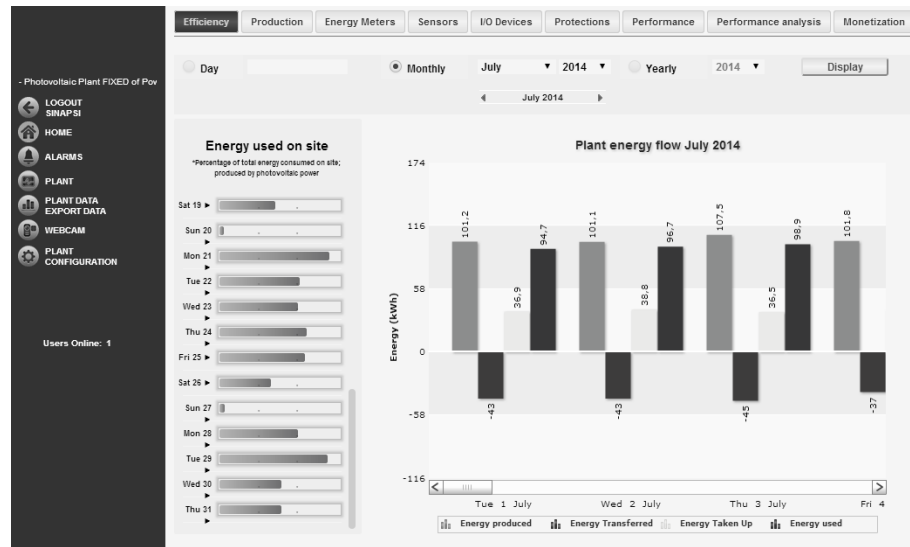 Efficiency Production Energy Meters Sensors I/O Devices Protections Performance Performance analysis Monetization
- Photovoltaic Plant FIXED of Pov
LOGOUT
SINAPSI
HOME
ALARMS
PLANT
PLANT DATA
EXPORT DATA
WEBCAM
PLANT
CONFIGURATION
Users Online: 1
Day Monthly July 2014 Yearly 2014 Display
July 2014
Energy used on site
*Percentage of total energy consumed on site;
produced by photovoltaic power
Sat 19
Sun 20
Mon 21
Tue 22
Wed 23
Thu 24
Fri 25
Sat 26
Sun 27
Mon 28
Tue 29
Wed 30
Thu 31
Plant energy flow July 2014
Energy (kWh)
174
116
58
0
-58
-116
101,2 -43 36,9 94,7 101,1 -43 38,8 96,7 107,5 -45 36,5 98,9 101,8 -37
Tue 1 July Wed 2 July Thu 3 July Fri 4
Energy produced Energy Transferred Energy Taken Up Energy used